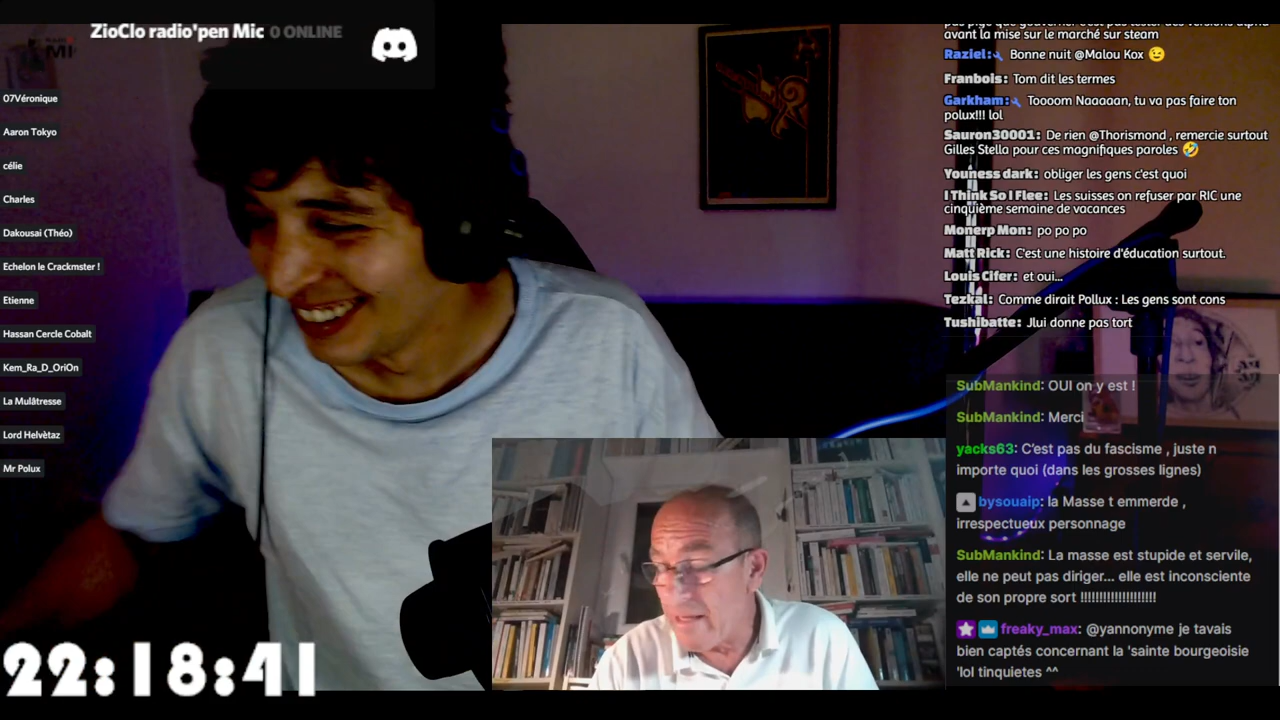 ZioClo radio'pen Mic 0 ONLINE
MI
07Véronique
Aaron Tokyo
célie
Charles
Dakousai (Théo)
Echelon le Crackmster !
Etienne
Hassan Cercle Cobalt
Kem_Ra_D_OriOn
La Mulâtresse
Lord Helvètaz
Mr Polux
22:18:41
pas pigé que gouverner c'est pas tester des versions alpha
avant la mise sur le marché sur steam
Raziel: Bonne nuit @Malou Kox 😉
Franbois: Tom dit les termes
Garkham: Toooom Naaaaan, tu va pas faire ton
polux!!! lol
Sauron30001: De rien @Thorismond , remercie surtout
Gilles Stella pour ces magnifiques paroles 🤣
Youness dark: obliger les gens c'est quoi
I Think So I Flee: Les suisses on refuser par RIC une
cinquième semaine de vacances
Monerp Mon: po po po
Matt Rick: C'est une histoire d'éducation surtout.
Louis Cifer: et oui...
Tezkal: Comme dirait Pollux : Les gens sont cons
Tushibatte: Jlui donne pas tort
SubMankind: OUI on y est !
SubMankind: Merci
yacks63: C'est pas du fascisme , juste n
importe quoi (dans les grosses lignes)
bysouaip: la Masse t emmerde ,
irrespectueux personnage
SubMankind: La masse est stupide et servile,
elle ne peut pas diriger... elle est inconsciente
de son propre sort !!!!!!!!!!!!!!!!!!!!
freaky_max: @yannonyme je tavais
bien captés concernant la 'sainte bourgeoisie
'lol tinquietes ^^